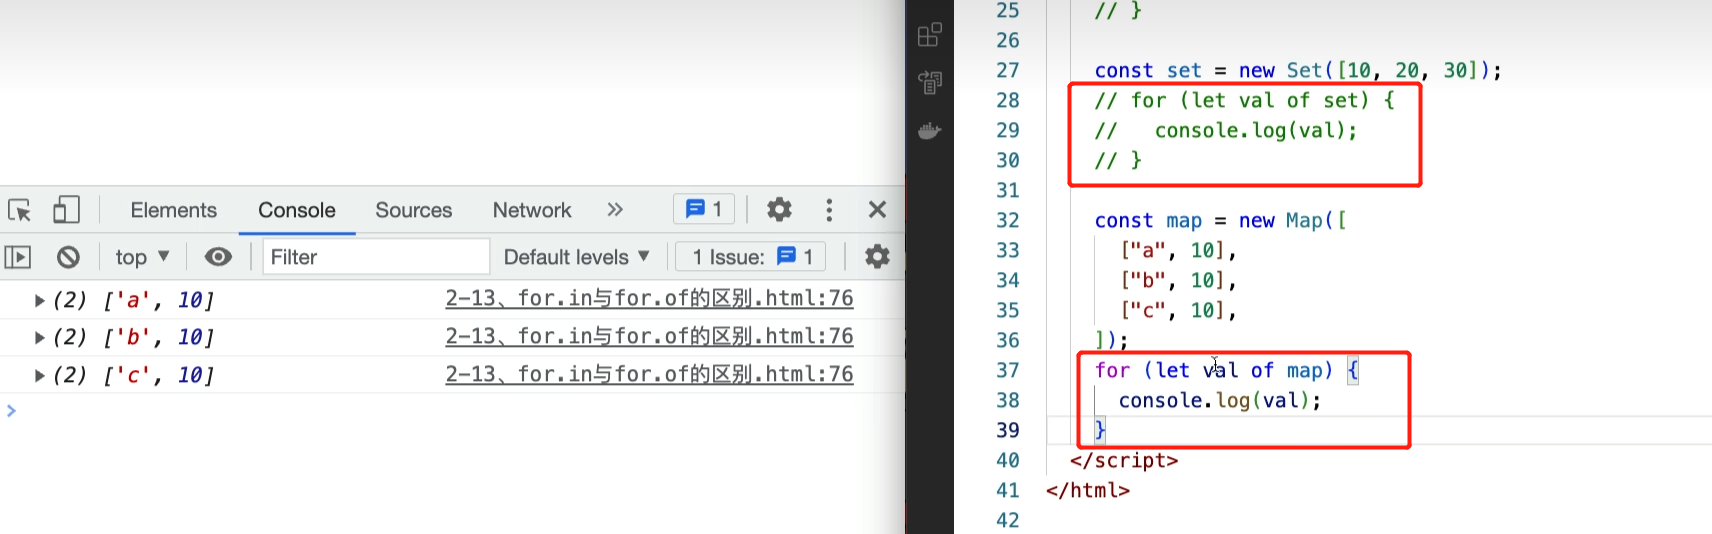 Elements Console Sources Network » 1
top ▼ Filter Default levels ▼ 1 Issue: 1
▶ (2) ['a', 10] 2-13、for.in与for.of的区别.html:76
▶ (2) ['b', 10] 2-13、for.in与for.of的区别.html:76
▶ (2) ['c', 10] 2-13、for.in与for.of的区别.html:76
>
25 // }
26
27 const set = new Set([10, 20, 30]);
28 // for (let val of set) {
29 //   console.log(val);
30 // }
31
32 const map = new Map([
33 ["a", 10],
34 ["b", 10],
35 ["c", 10],
36 ]);
37 for (let val of map) {
38 console.log(val);
39 }
40 </script>
41 </html>
42